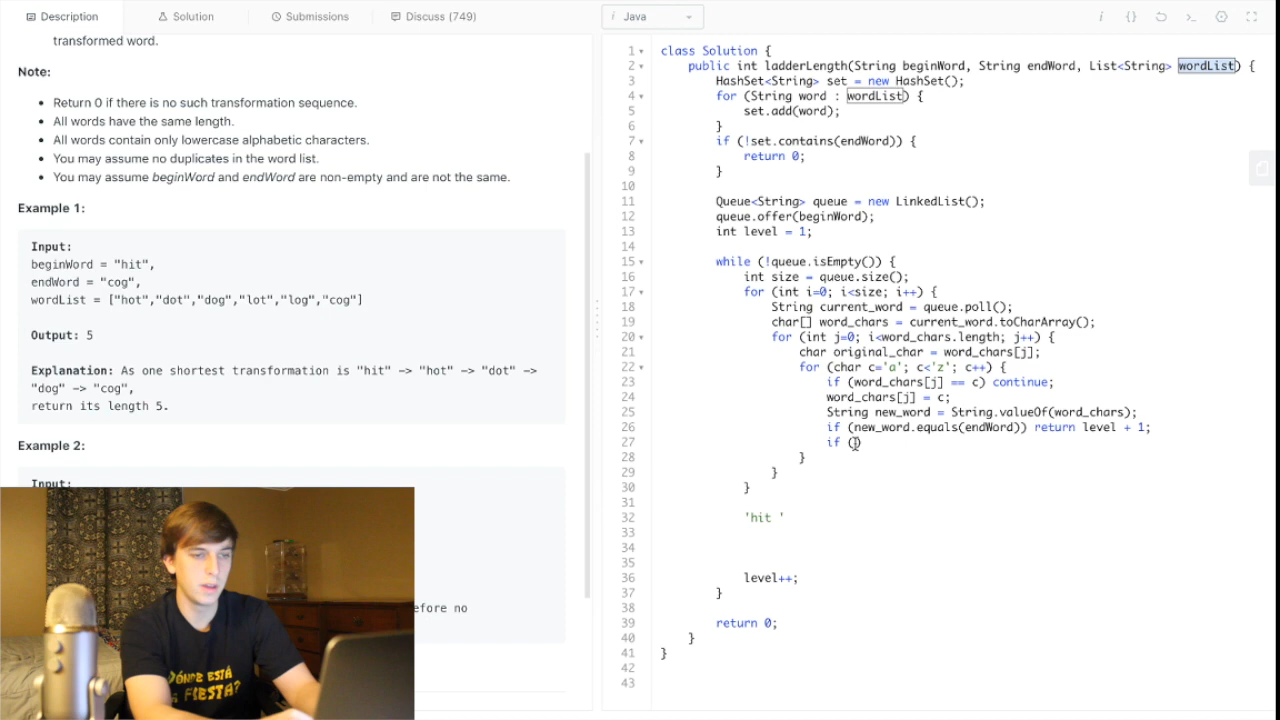 Description
Solution
Submissions
Discuss (749)
i Java
transformed word.
Note:
Return 0 if there is no such transformation sequence.
All words have the same length.
All words contain only lowercase alphabetic characters.
You may assume no duplicates in the word list.
You may assume beginWord and endWord are non-empty and are not the same.
Example 1:
Input:
beginWord = "hit",
endWord = "cog",
wordList = ["hot","dot","dog","lot","log","cog"]
Output: 5
Explanation: As one shortest transformation is "hit" -> "hot" -> "dot" ->
"dog" -> "cog",
return its length 5.
Example 2:
Input:
efore no
DÓNDE ESTÁ
FIESTA?
1 class Solution {
2 public int ladderLength(String beginWord, String endWord, List<String> wordList) {
3 HashSet<String> set = new HashSet();
4 for (String word : wordList) {
5 set.add(word);
6 }
7 if (!set.contains(endWord)) {
8 return 0;
9 }
10
11 Queue<String> queue = new LinkedList();
12 queue.offer(beginWord);
13 int level = 1;
14
15 while (!queue.isEmpty()) {
16 int size = queue.size();
17 for (int i=0; i<size; i++) {
18 String current_word = queue.poll();
19 char[] word_chars = current_word.toCharArray();
20 for (int j=0; i<word_chars.length; j++) {
21 char original_char = word_chars[j];
22 for (char c='a'; c<'z'; c++) {
23 if (word_chars[j] == c) continue;
24 word_chars[j] = c;
25 String new_word = String.valueOf(word_chars);
26 if (new_word.equals(endWord)) return level + 1;
27 if ()
28 }
29 }
30 }
31
32 'hit '
33
34
35
36 level++;
37 }
38
39 return 0;
40 }
41 }
42
43